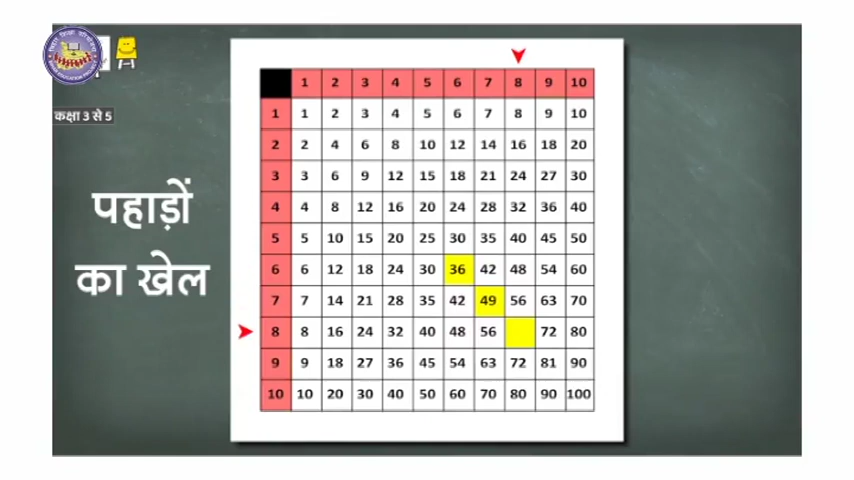 कक्षा 3 से 5
पहाड़ों
का खेल
1 2 3 4 5 6 7 8 9 10
1 1 2 3 4 5 6 7 8 9 10
2 2 4 6 8 10 12 14 16 18 20
3 3 6 9 12 15 18 21 24 27 30
4 4 8 12 16 20 24 28 32 36 40
5 5 10 15 20 25 30 35 40 45 50
6 6 12 18 24 30 36 42 48 54 60
7 7 14 21 28 35 42 49 56 63 70
8 8 16 24 32 40 48 56 72 80
9 9 18 27 36 45 54 63 72 81 90
10 10 20 30 40 50 60 70 80 90 100